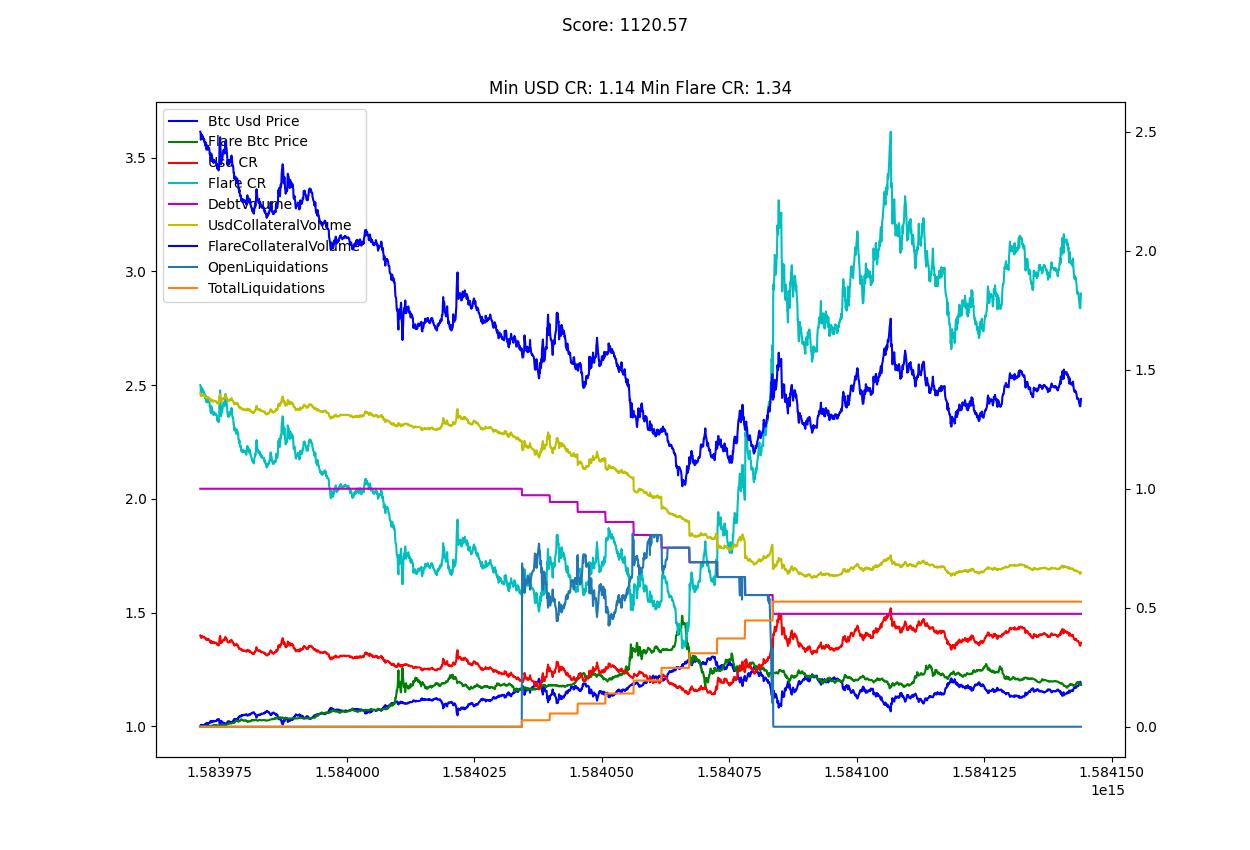 Score: 1120.57
Min USD CR: 1.14 Min Flare CR: 1.34
Btc Usd Price
Flare Btc Price
Usd CR
Flare CR
DebtVolume
UsdCollateralVolume
FlareCollateralVolume
OpenLiquidations
TotalLiquidations
3.5
3.0
2.5
2.0
1.5
1.0
2.5
2.0
1.5
1.0
0.5
0.0
1.583975 1.584000 1.584025 1.584050 1.584075 1.584100 1.584125 1.584150
1e15